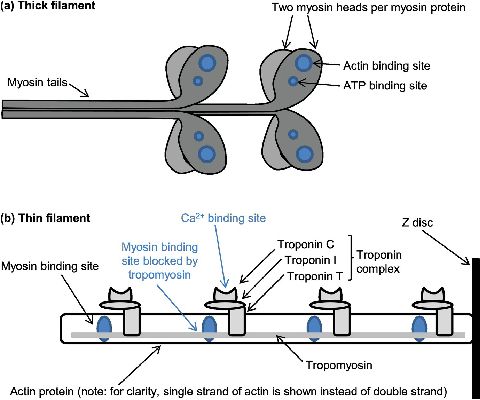 (a) Thick filament
Two myosin heads per myosin protein
Myosin tails
Actin binding site
ATP binding site
(b) Thin filament
Ca²⁺ binding site
Z disc
Myosin binding
site blocked by
tropomyosin
Troponin C
Troponin I
Troponin T
Troponin
complex
Myosin binding site
Tropomyosin
Actin protein (note: for clarity, single strand of actin is shown instead of double strand)